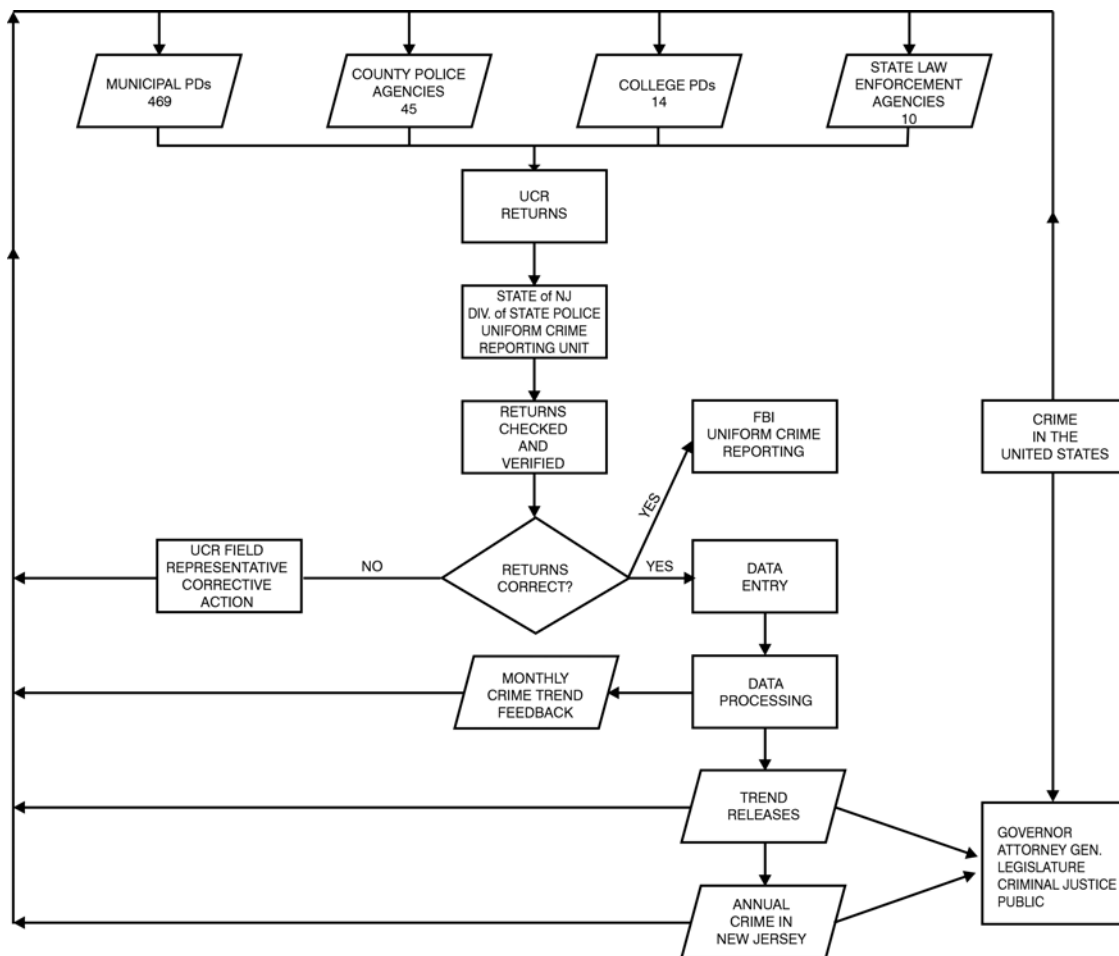 MUNICIPAL PDs
469
COUNTY POLICE
AGENCIES
45
COLLEGE PDs
14
STATE LAW
ENFORCEMENT
AGENCIES
10
UCR
RETURNS
STATE of NJ
DIV. of STATE POLICE
UNIFORM CRIME
REPORTING UNIT
RETURNS
CHECKED
AND
VERIFIED
FBI
UNIFORM CRIME
REPORTING
CRIME
IN THE
UNITED STATES
YES
UCR FIELD
REPRESENTATIVE
CORRECTIVE
ACTION
NO
RETURNS
CORRECT?
YES
DATA
ENTRY
MONTHLY
CRIME TREND
FEEDBACK
DATA
PROCESSING
TREND
RELEASES
GOVERNOR
ATTORNEY GEN.
LEGISLATURE
CRIMINAL JUSTICE
PUBLIC
ANNUAL
CRIME IN
NEW JERSEY